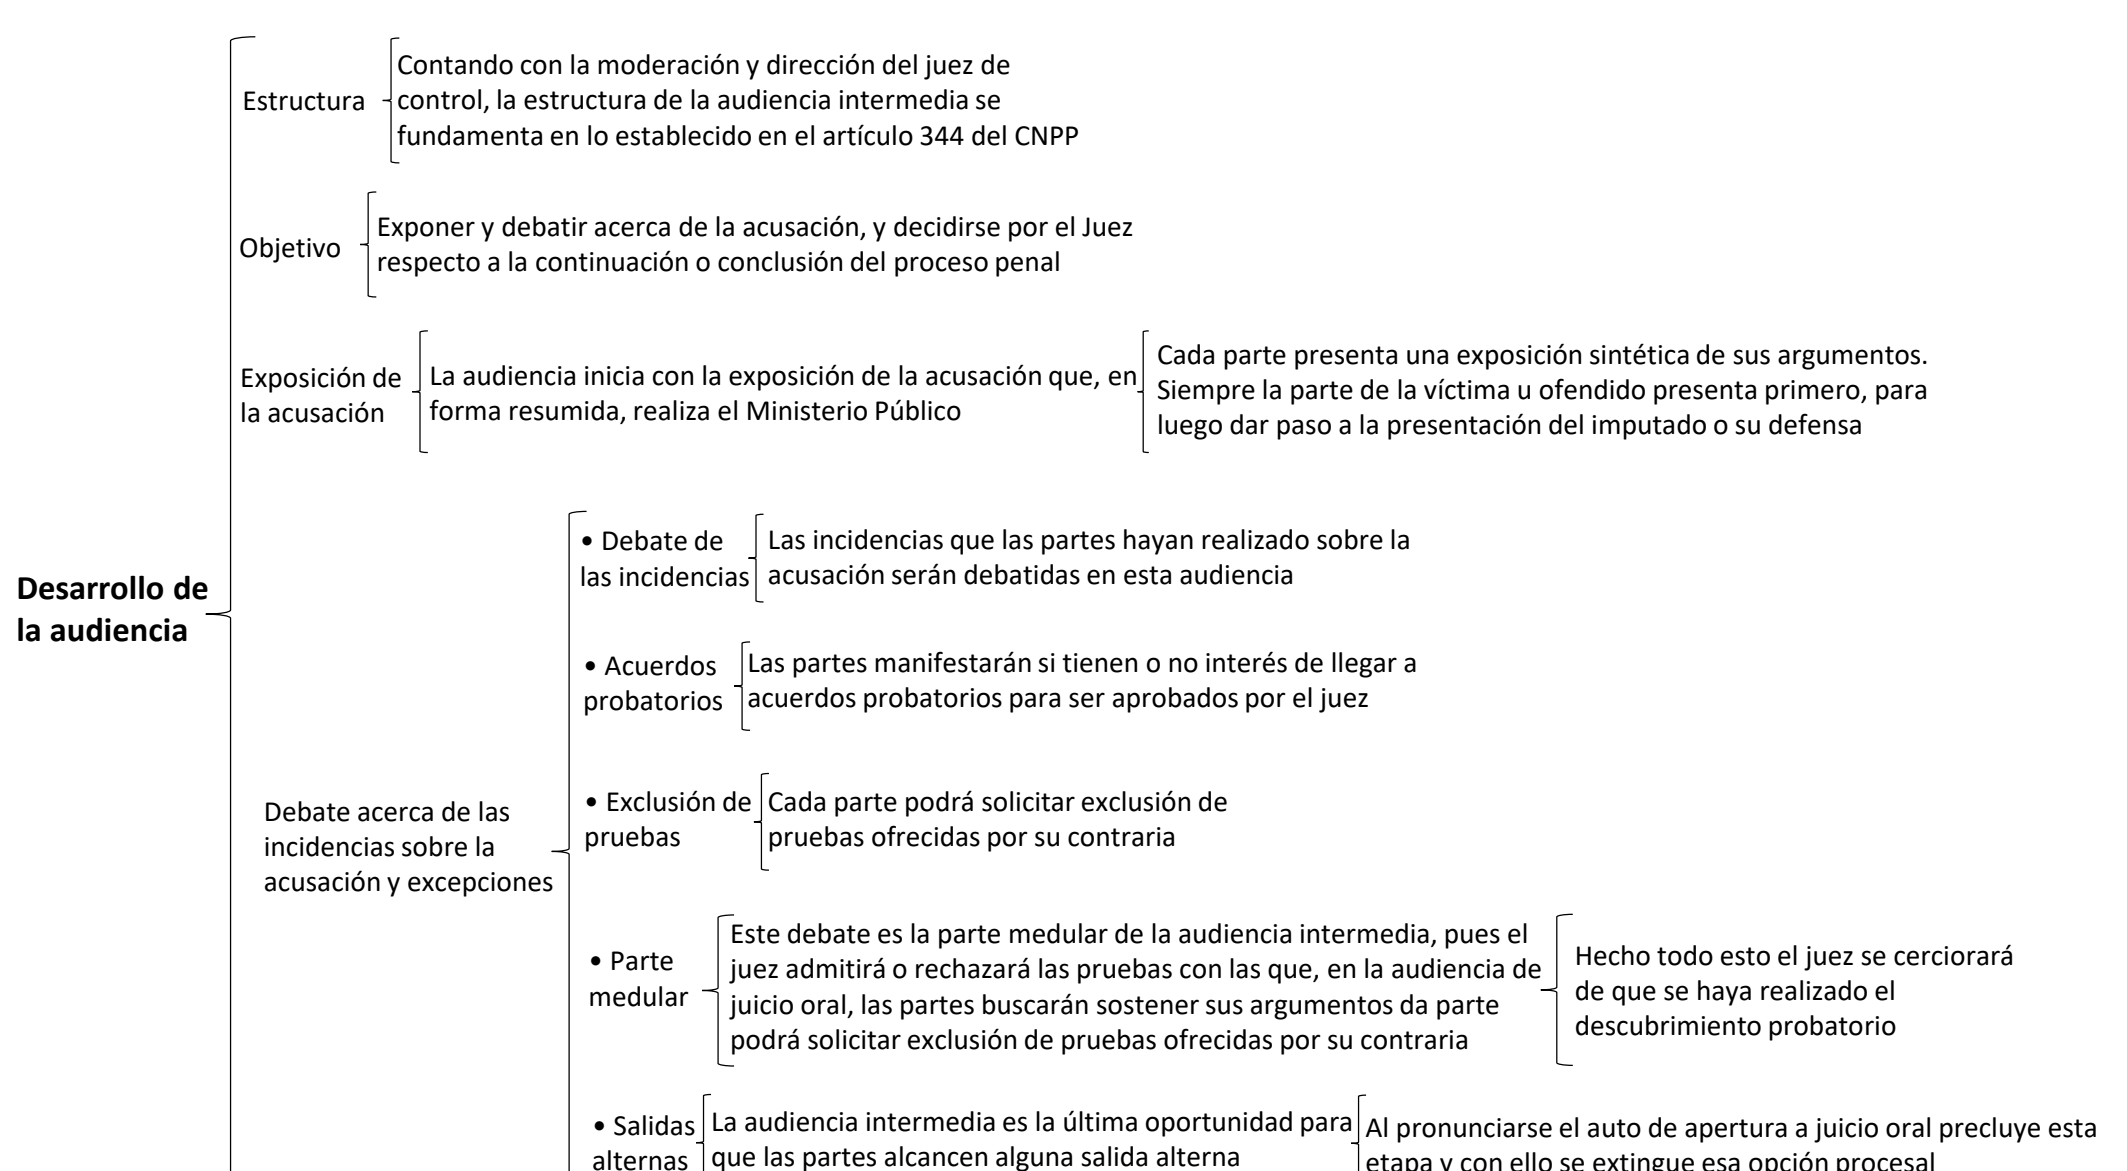 Desarrollo de
la audiencia
Estructura
Contando con la moderación y dirección del juez de
control, la estructura de la audiencia intermedia se
fundamenta en lo establecido en el artículo 344 del CNPP
Objetivo
Exponer y debatir acerca de la acusación, y decidirse por el Juez
respecto a la continuación o conclusión del proceso penal
Exposición de
la acusación
La audiencia inicia con la exposición de la acusación que, en
forma resumida, realiza el Ministerio Público
Cada parte presenta una exposición sintética de sus argumentos.
Siempre la parte de la víctima u ofendido presenta primero, para
luego dar paso a la presentación del imputado o su defensa
Debate acerca de las
incidencias sobre la
acusación y excepciones
• Debate de
las incidencias
Las incidencias que las partes hayan realizado sobre la
acusación serán debatidas en esta audiencia
• Acuerdos
probatorios
Las partes manifestarán si tienen o no interés de llegar a
acuerdos probatorios para ser aprobados por el juez
• Exclusión de
pruebas
Cada parte podrá solicitar exclusión de
pruebas ofrecidas por su contraria
• Parte
medular
Este debate es la parte medular de la audiencia intermedia, pues el
juez admitirá o rechazará las pruebas con las que, en la audiencia de
juicio oral, las partes buscarán sostener sus argumentos da parte
podrá solicitar exclusión de pruebas ofrecidas por su contraria
Hecho todo esto el juez se cerciorará
de que se haya realizado el
descubrimiento probatorio
• Salidas
alternas
La audiencia intermedia es la última oportunidad para
que las partes alcancen alguna salida alterna
Al pronunciarse el auto de apertura a juicio oral precluye esta
etapa y con ello se extingue esa opción procesal